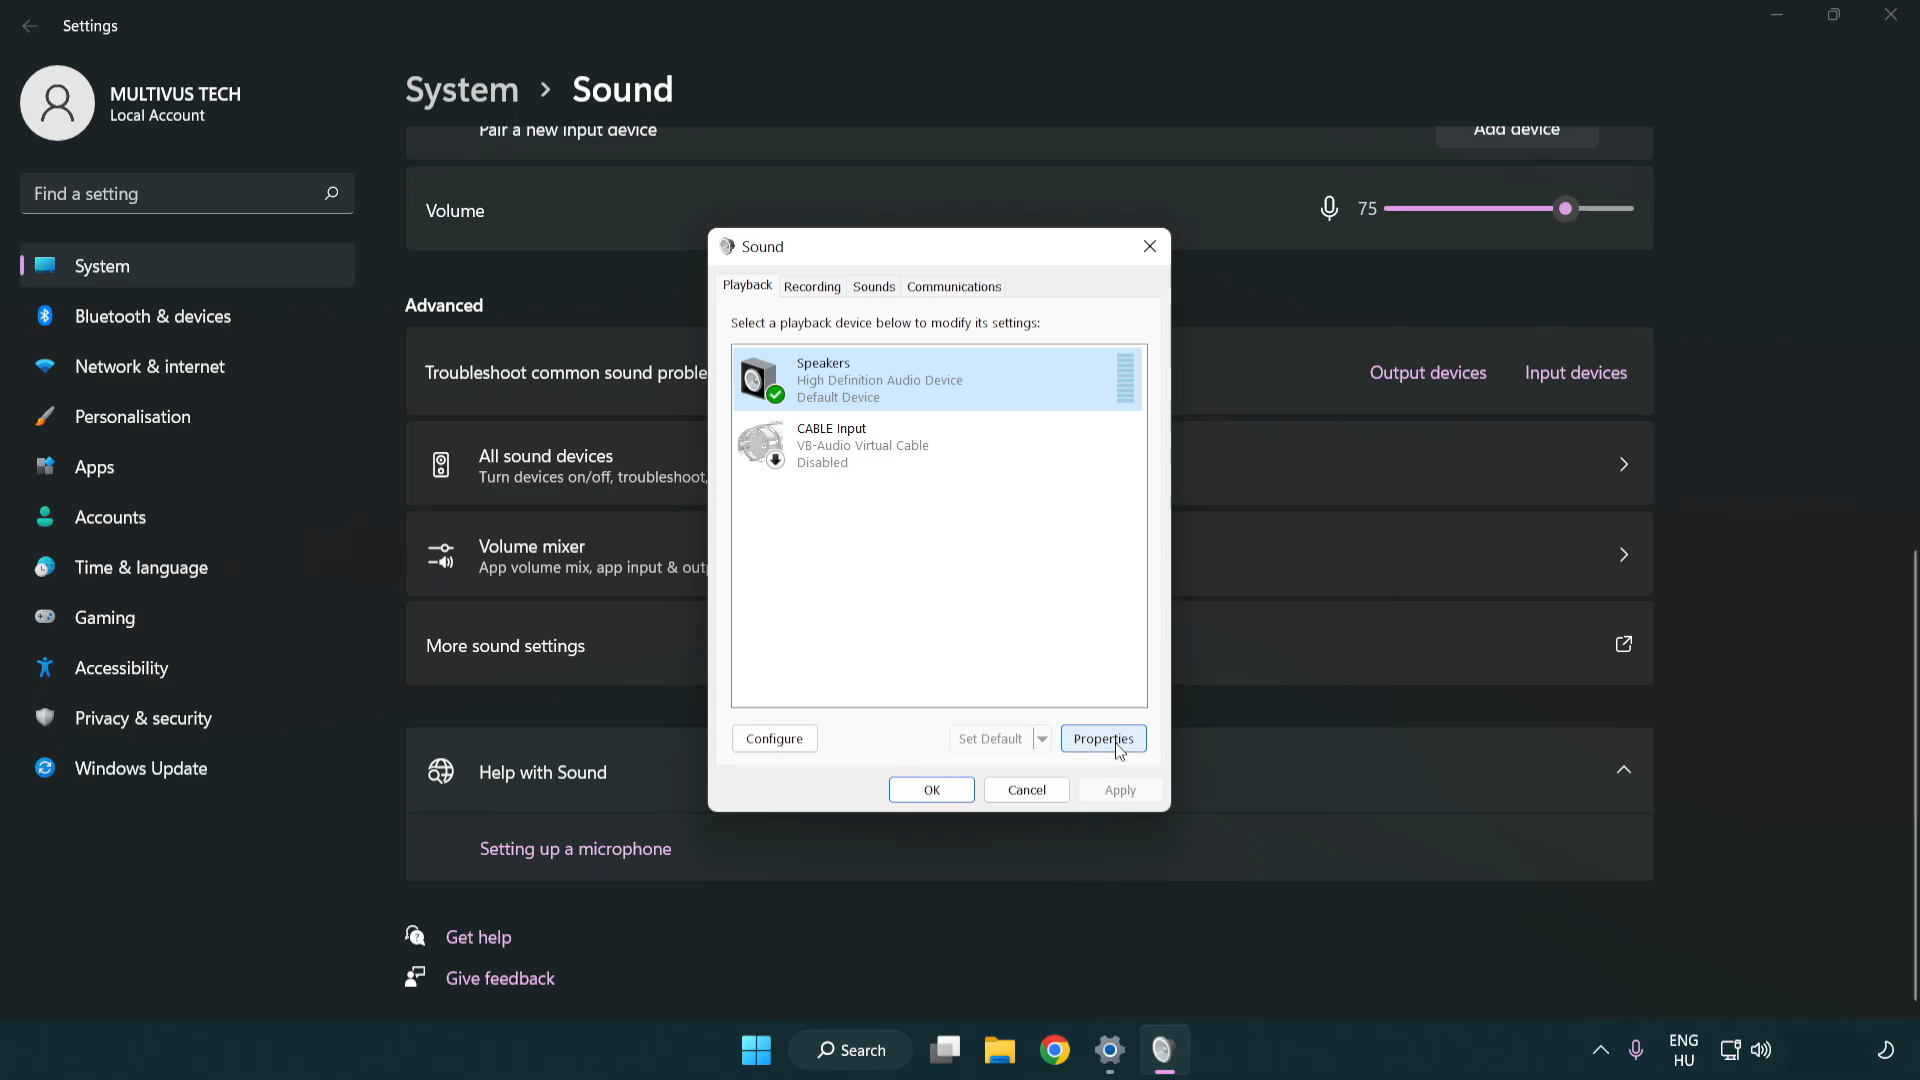 Settings
MULTIVUS TECH
Local Account
Find a setting
System
Bluetooth & devices
Network & internet
Personalisation
Apps
Accounts
Time & language
Gaming
Accessibility
Privacy & security
Windows Update
System > Sound
Pair a new input device
Add device
Volume
75
Advanced
Troubleshoot common sound proble
Output devices
Input devices
All sound devices
Turn devices on/off, troubleshoot,
Volume mixer
App volume mix, app input & out
More sound settings
Help with Sound
Setting up a microphone
Get help
Give feedback
Sound
Playback Recording Sounds Communications
Select a playback device below to modify its settings:
Speakers
High Definition Audio Device
Default Device
CABLE Input
VB-Audio Virtual Cable
Disabled
Configure
Set Default
Properties
OK
Cancel
Apply
Search
ENG
HU